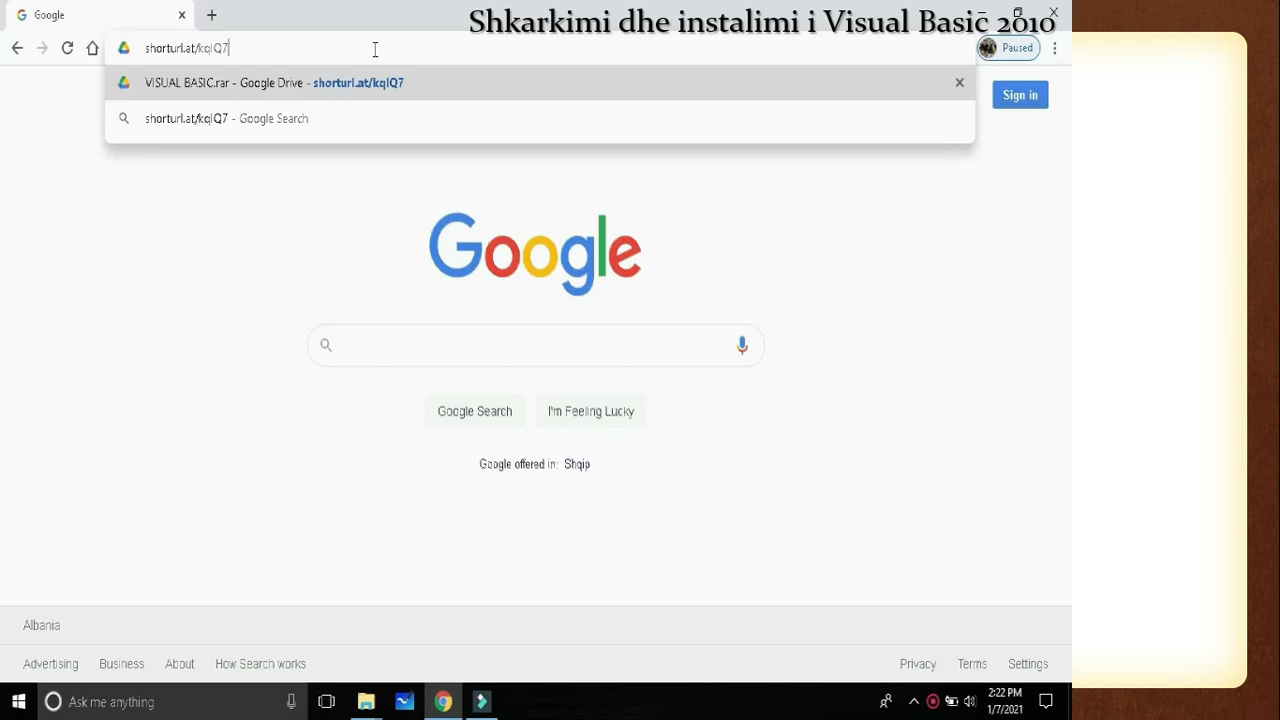 Shkarkimi dhe instalimi i Visual Basic 2010
Google
shorturl.at/kqIQ7
Paused
VISUAL BASIC.rar - Google Drive - shorturl.at/kqIQ7
shorturl.at/kqIQ7 - Google Search
Sign in
Google
Google Search
I'm Feeling Lucky
Google offered in: Shqip
Albania
Advertising
Business
About
How Search works
Privacy
Terms
Settings
Ask me anything
2:22 PM
1/7/2021